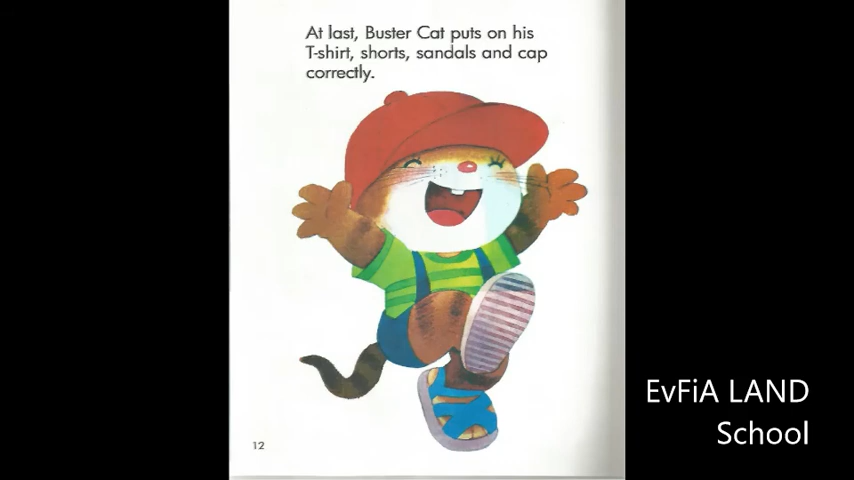 At last, Buster Cat puts on his
T-shirt, shorts, sandals and cap
correctly.
12
EvFiA LAND
School